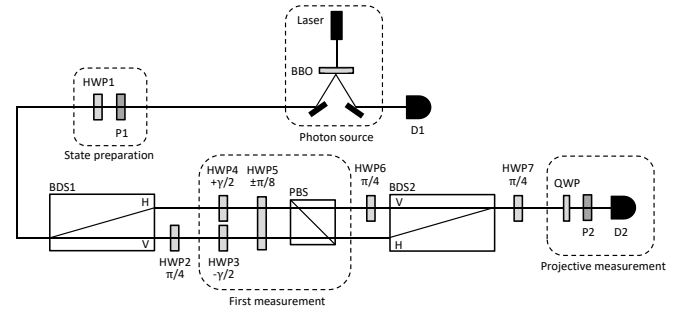 Laser
BBO
Photon source
D1
HWP1
P1
State preparation
BDS1
H
V
HWP2
π/4
HWP4
+γ/2
HWP5
±π/8
PBS
HWP3
-γ/2
First measurement
HWP6
π/4
BDS2
V
H
HWP7
π/4
QWP
P2
D2
Projective measurement